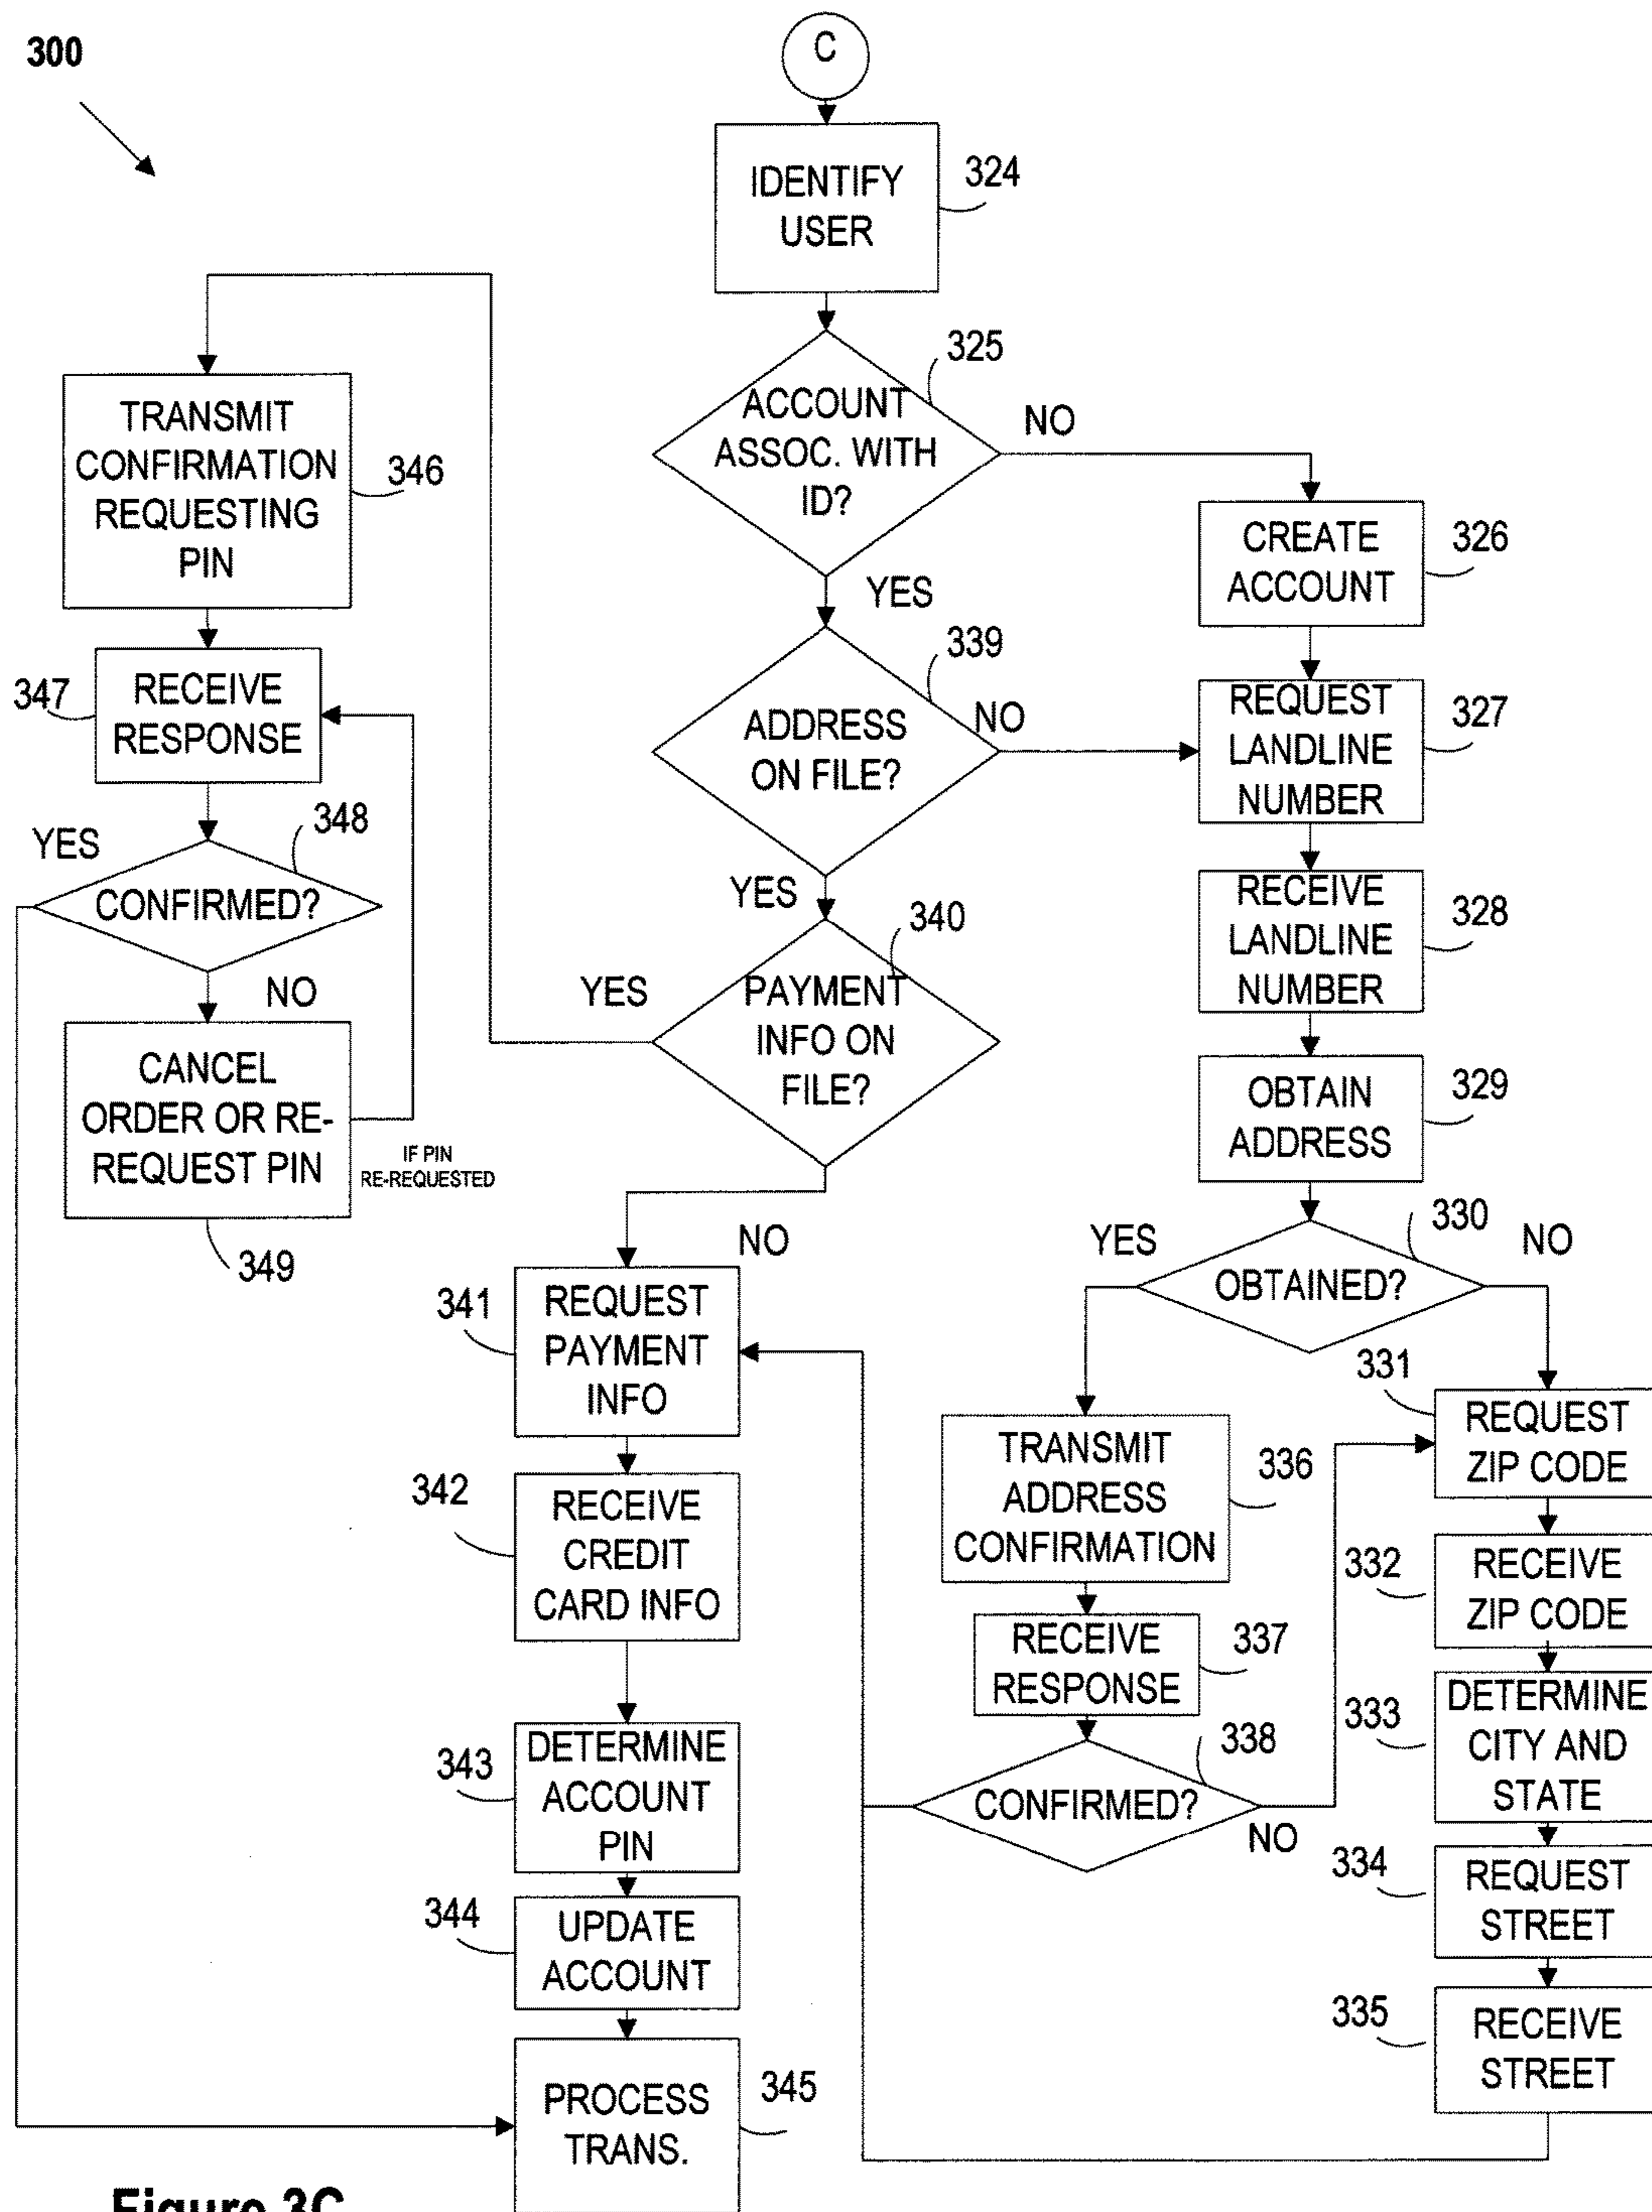 300
C
IDENTIFY
USER
324
ACCOUNT
ASSOC. WITH
ID?
325
NO
YES
CREATE
ACCOUNT
326
ADDRESS
ON FILE?
339
NO
YES
REQUEST
LANDLINE
NUMBER
327
RECEIVE
LANDLINE
NUMBER
328
OBTAIN
ADDRESS
329
OBTAINED?
330
YES
NO
PAYMENT
INFO ON
FILE?
340
YES
NO
TRANSMIT
CONFIRMATION
REQUESTING
PIN
346
RECEIVE
RESPONSE
347
CONFIRMED?
348
YES
NO
CANCEL
ORDER OR RE-
REQUEST PIN
349
IF PIN
RE-REQUESTED
REQUEST
PAYMENT
INFO
341
RECEIVE
CREDIT
CARD INFO
342
DETERMINE
ACCOUNT
PIN
343
UPDATE
ACCOUNT
344
PROCESS
TRANS.
345
TRANSMIT
ADDRESS
CONFIRMATION
336
RECEIVE
RESPONSE
337
CONFIRMED?
338
NO
REQUEST
ZIP CODE
331
RECEIVE
ZIP CODE
332
DETERMINE
CITY AND
STATE
333
REQUEST
STREET
334
RECEIVE
STREET
335
Figure 3C